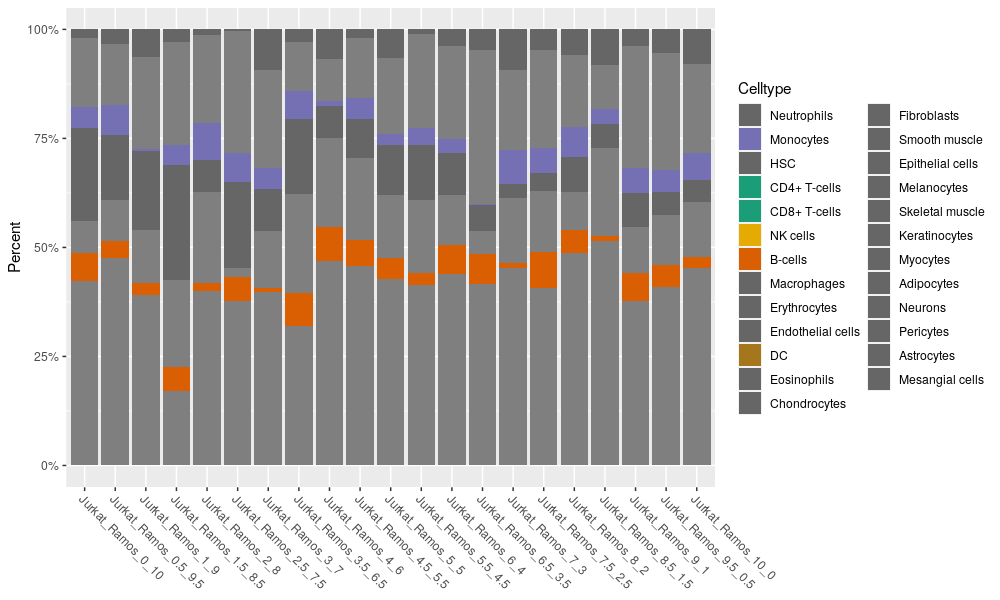 100%
75%
50%
25%
0%
Percent
Jurkat_Ramos_0_10
Jurkat_Ramos_0.5_9.5
Jurkat_Ramos_1_9
Jurkat_Ramos_1.5_8.5
Jurkat_Ramos_2_8
Jurkat_Ramos_2.5_7.5
Jurkat_Ramos_3_7
Jurkat_Ramos_3.5_6.5
Jurkat_Ramos_4_6
Jurkat_Ramos_4.5_5.5
Jurkat_Ramos_5_5
Jurkat_Ramos_5.5_4.5
Jurkat_Ramos_6_4
Jurkat_Ramos_6.5_3.5
Jurkat_Ramos_7_3
Jurkat_Ramos_7.5_2.5
Jurkat_Ramos_8_2
Jurkat_Ramos_8.5_1.5
Jurkat_Ramos_9_1
Jurkat_Ramos_9.5_0.5
Jurkat_Ramos_10_0
Celltype
Neutrophils
Monocytes
HSC
CD4+ T-cells
CD8+ T-cells
NK cells
B-cells
Macrophages
Erythrocytes
Endothelial cells
DC
Eosinophils
Chondrocytes
Fibroblasts
Smooth muscle
Epithelial cells
Melanocytes
Skeletal muscle
Keratinocytes
Myocytes
Adipocytes
Neurons
Pericytes
Astrocytes
Mesangial cells